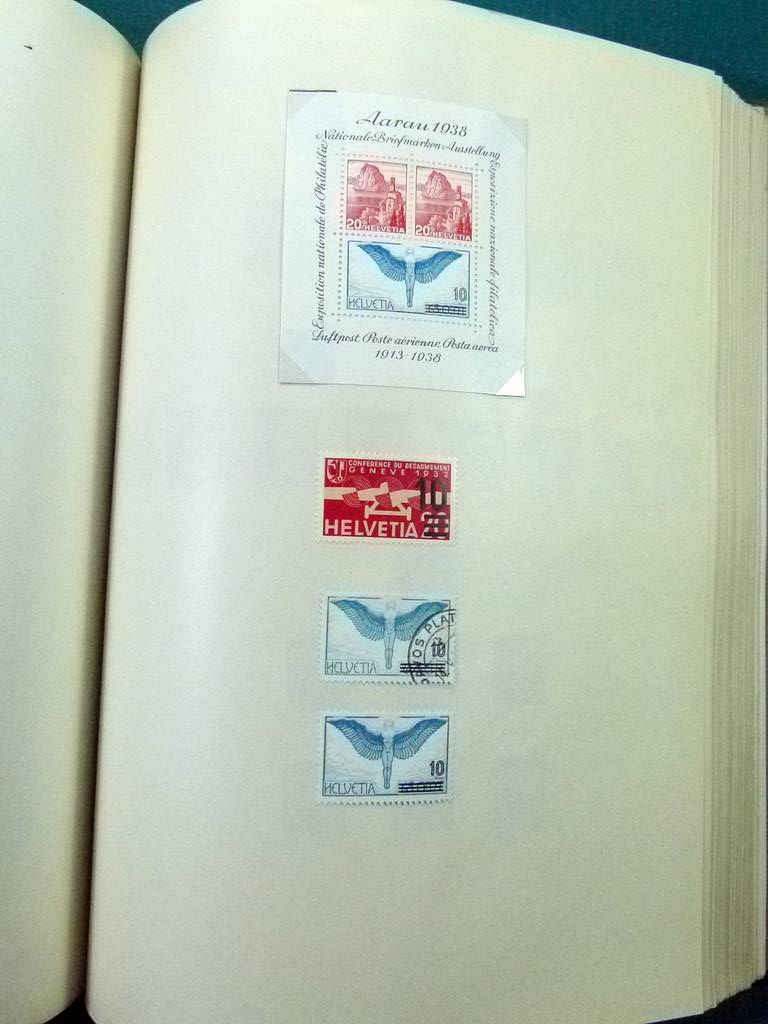 Aarau 1938
Nationale Briefmarken-Ausstellung
Exposition nationale de Philatélie
Esposizione nazionale filatelica
20 HELVETIA
20 HELVETIA
10
HELVETIA
Luftpost Poste aérienne Posta aerea
1913-1938
CONFERENCE DU DESARMEMENT
GENEVE 1932
10
HELVETIA 20
10
HELVETIA
10
HELVETIA